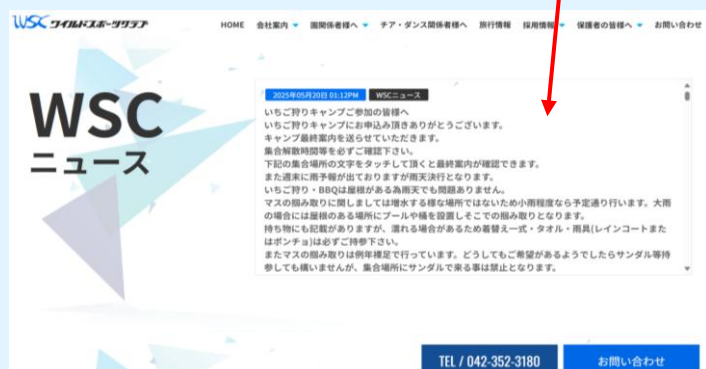 WSC ワイルドスポーツクラブ
HOME 会社案内 園関係者様へ チア・ダンス関係者様へ 旅行情報 採用情報 保護者の皆様へ お問い合わせ
WSC
ニュース
2025年05月20日 01:12PM WSCニュース
いちご狩りキャンプご参加の皆様へ
いちご狩りキャンプにお申込み頂きありがとうございます。
キャンプ最終案内を送らせていただきます。
集合解散時間等を必ずご確認下さい。
下記の集合場所の文字をタッチして頂くと最終案内が確認できます。
また週末に雨予報が出ておりますが雨天決行となります。
いちご狩り・BBQは屋根がある為雨天でも問題ありません。
マスの掴み取りに関しましては増水する様な場所ではないため小雨程度なら予定通り行います。大雨
の場合には屋根のある場所にプールや桶を設置しそこでの掴み取りとなります。
持ち物にも記載がありますが、濡れる場合があるため着替え一式・タオル・雨具(レインコートまた
はポンチョ)は必ずご持参下さい。
またマスの掴み取りは例年裸足で行っています。どうしてもご希望があるようでしたらサンダル等持
参しても構いませんが、集合場所にサンダルで来る事は禁止となります。
TEL / 042-352-3180 お問い合わせ